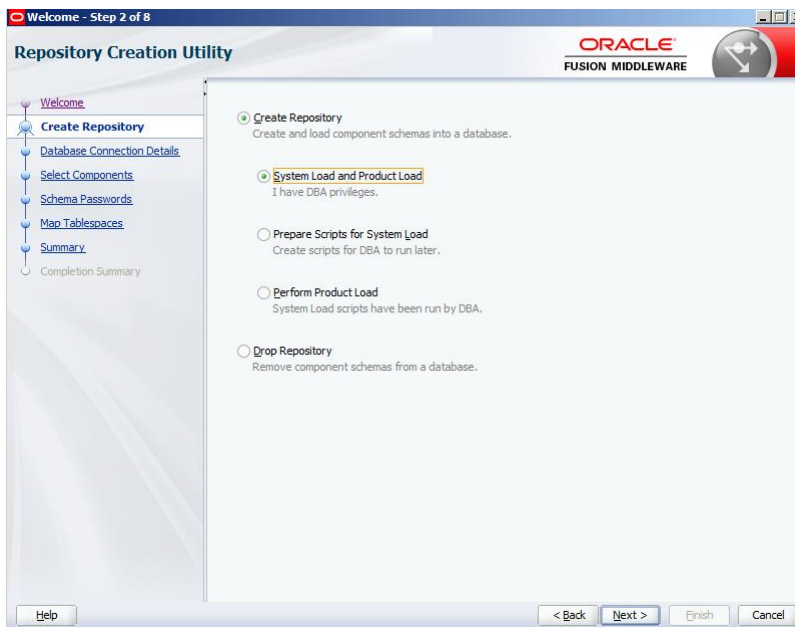 Welcome - Step 2 of 8
Repository Creation Utility
ORACLE
FUSION MIDDLEWARE
Welcome
Create Repository
Database Connection Details
Select Components
Schema Passwords
Map Tablespaces
Summary
Completion Summary
Create Repository
Create and load component schemas into a database.
System Load and Product Load
I have DBA privileges.
Prepare Scripts for System Load
Create scripts for DBA to run later.
Perform Product Load
System Load scripts have been run by DBA.
Drop Repository
Remove component schemas from a database.
Help
< Back
Next >
Finish
Cancel